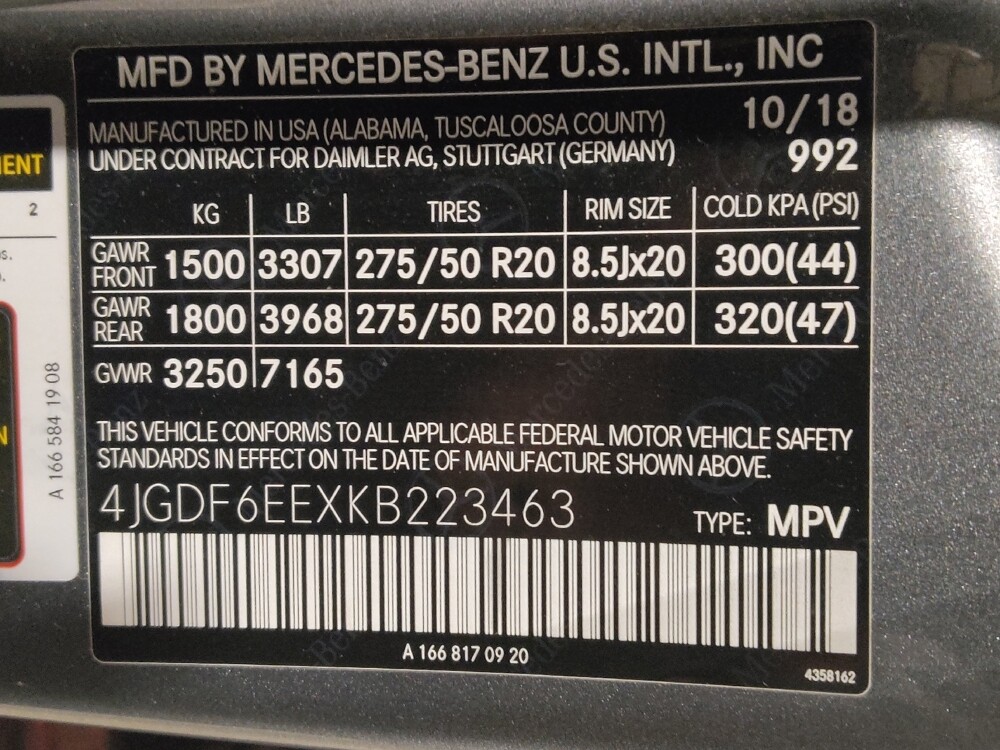 MFD BY MERCEDES-BENZ U.S. INTL., INC
MANUFACTURED IN USA (ALABAMA, TUSCALOOSA COUNTY) 10/18
UNDER CONTRACT FOR DAIMLER AG, STUTTGART (GERMANY) 992
KG LB TIRES RIM SIZE COLD KPA (PSI)
GAWR FRONT 1500 3307 275/50 R20 8.5Jx20 300(44)
GAWR REAR 1800 3968 275/50 R20 8.5Jx20 320(47)
GVWR 3250 7165
THIS VEHICLE CONFORMS TO ALL APPLICABLE FEDERAL MOTOR VEHICLE SAFETY
STANDARDS IN EFFECT ON THE DATE OF MANUFACTURE SHOWN ABOVE.
4JGDF6EEXKB223463 TYPE: MPV
A 166 817 09 20
4358162
2
A 166 584 19 08